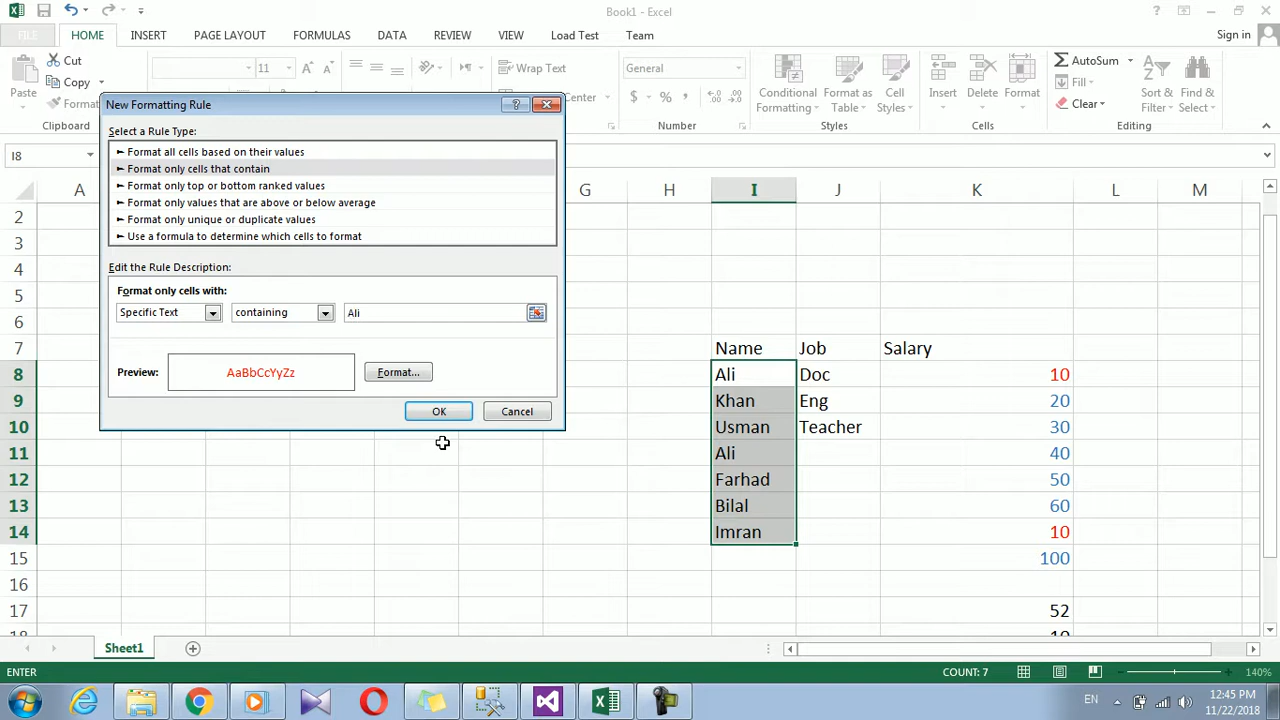 Book1 - Excel
FILE HOME INSERT PAGE LAYOUT FORMULAS DATA REVIEW VIEW Load Test Team Sign in
Cut
Copy
Paste
Format
Clipboard
11
A A
Wrap Text
Center
General
$ % ,
Number
Conditional Formatting
Format as Table
Cell Styles
Styles
Insert
Delete
Format
Cells
AutoSum
Fill
Clear
Sort & Filter
Find & Select
Editing
I8
New Formatting Rule
Select a Rule Type:
► Format all cells based on their values
► Format only cells that contain
► Format only top or bottom ranked values
► Format only values that are above or below average
► Format only unique or duplicate values
► Use a formula to determine which cells to format
Edit the Rule Description:
Format only cells with:
Specific Text containing Ali
Preview: AaBbCcYyZz Format...
OK Cancel
A G H I J K L M
2
3
4
5
6
7 Name Job Salary
8 Ali Doc 10
9 Khan Eng 20
10 Usman Teacher 30
11 Ali 40
12 Farhad 50
13 Bilal 60
14 Imran 10
15 100
16
17 52
18 10
Sheet1
ENTER COUNT: 7 140%
EN 12:45 PM
11/22/2018